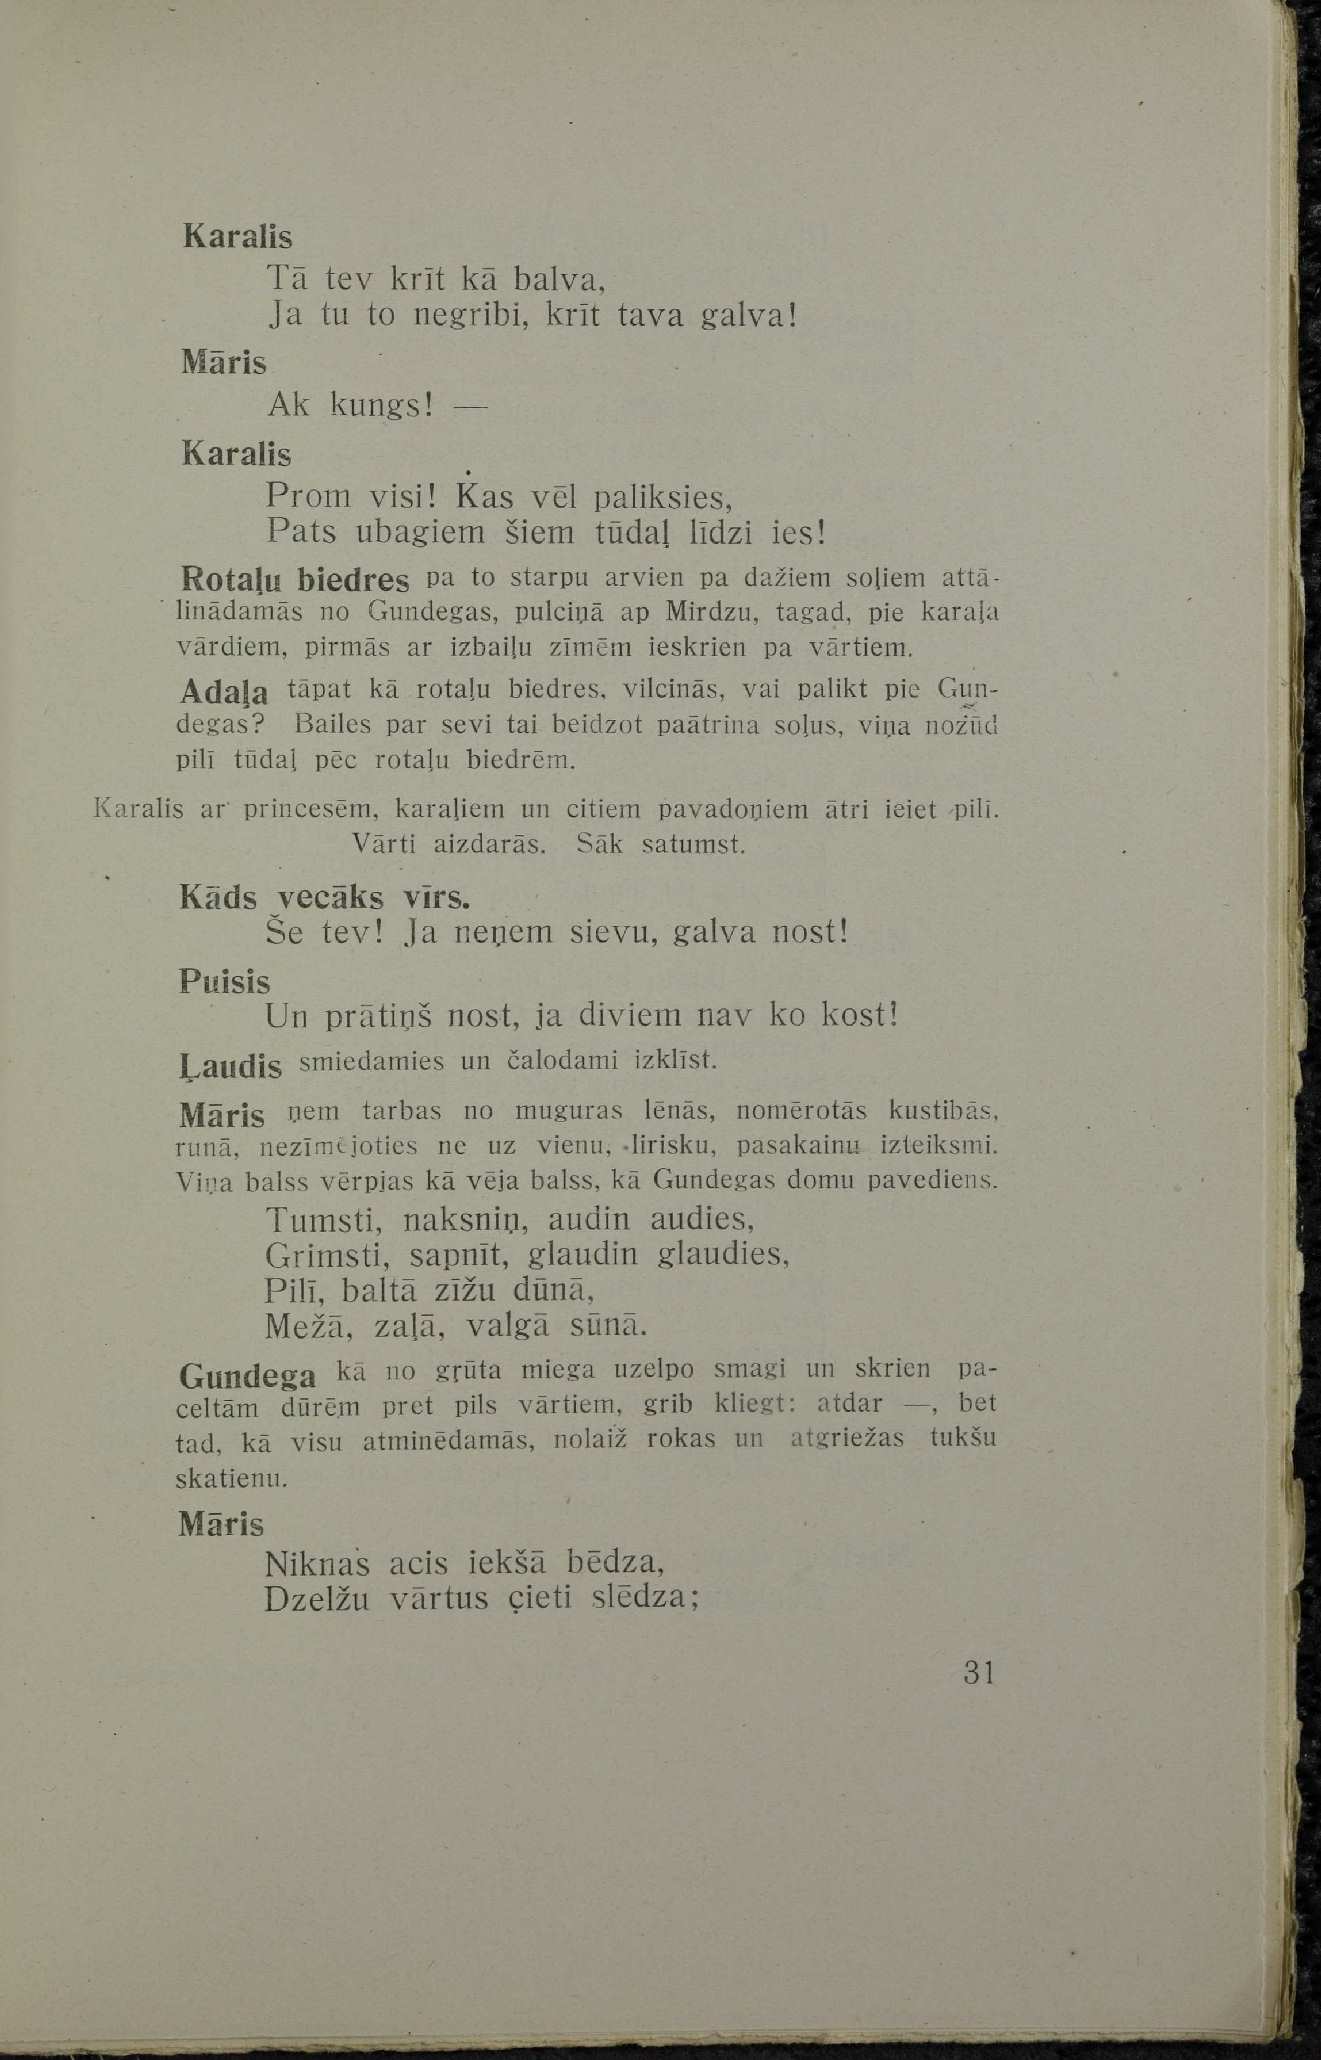 Karalis
Tā tev krīt kā balva,
Ja tu to negribi, krīt tava galva!
Māris
Ak kungs! —
Karalis
Prom visi! Kas vēl paliksies,
Pats ubagiem šiem tūdaļ līdzi ies!
Rotaļu biedres pa to starpu arvien pa dažiem soļiem attā-
linādamās no Gundegas, pulciņā ap Mirdzu, tagad, pie karaļa
vārdiem, pirmās ar izbaiļu zīmēm ieskrien pa vārtiem.
Adaļa tāpat kā rotaļu biedres, vilcinās, vai palikt pie Gun-
degas? Bailes par sevi tai beidzot paātrina soļus, viņa nozūd
pilī tūdaļ pēc rotaļu biedrēm.
Karalis ar princesēm, karaļiem un citiem pavadoņiem ātri ieiet pilī.
Vārti aizdarās. Sāk satumst.
Kāds vecāks vīrs.
Še tev! Ja neņem sievu, galva nost!
Puisis
Un prātiņš nost, ja diviem nav ko kost!
Ļaudis smiedamies un čalodami izklīst.
Māris ņem tarbas no muguras lēnās, nomērotās kustibās,
runā, nezīmējoties ne uz vienu, lirisku, pasakainu izteiksmi.
Viņa balss vērpjas kā vēja balss, kā Gundegas domu pavediens.
Tumsti, naksniņ, audin audies,
Grimsti, sapnīt, glaudin glaudies,
Pilī, baltā zīžu dūnā,
Mežā, zaļā, valgā sūnā.
Gundega kā no gŗūta miega uzelpo smagi un skrien pa-
celtām dūrēm pret pils vārtiem, grib kliegt: atdar —, bet
tad, kā visu atminēdamās, nolaiž rokas un atgriežas tukšu
skatienu.
Māris
Niknas acis iekšā bēdza,
Dzelžu vārtus çieti slēdza;
31